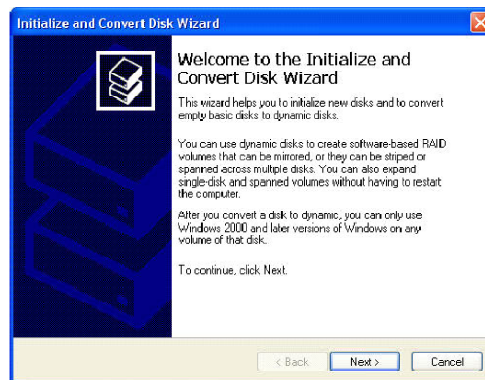 Initialize and Convert Disk Wizard
Welcome to the Initialize and
Convert Disk Wizard
This wizard helps you to initialize new disks and to convert
empty basic disks to dynamic disks.
You can use dynamic disks to create software-based RAID
volumes that can be mirrored, or they can be striped or
spanned across multiple disks. You can also expand
single-disk and spanned volumes without having to restart
the computer.
After you convert a disk to dynamic, you can only use
Windows 2000 and later versions of Windows on any
volume of that disk.
To continue, click Next.
< Back Next > Cancel